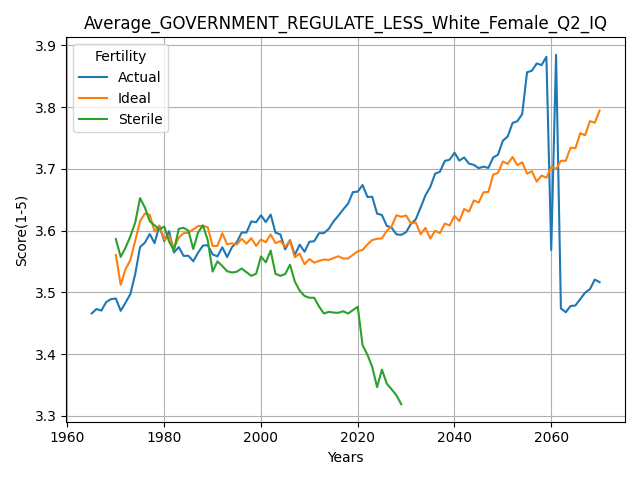 Average_GOVERNMENT_REGULATE_LESS_White_Female_Q2_IQ
Fertility
Actual
Ideal
Sterile
Score(1-5)
3.9
3.8
3.7
3.6
3.5
3.4
3.3
1960 1980 2000 2020 2040 2060
Years